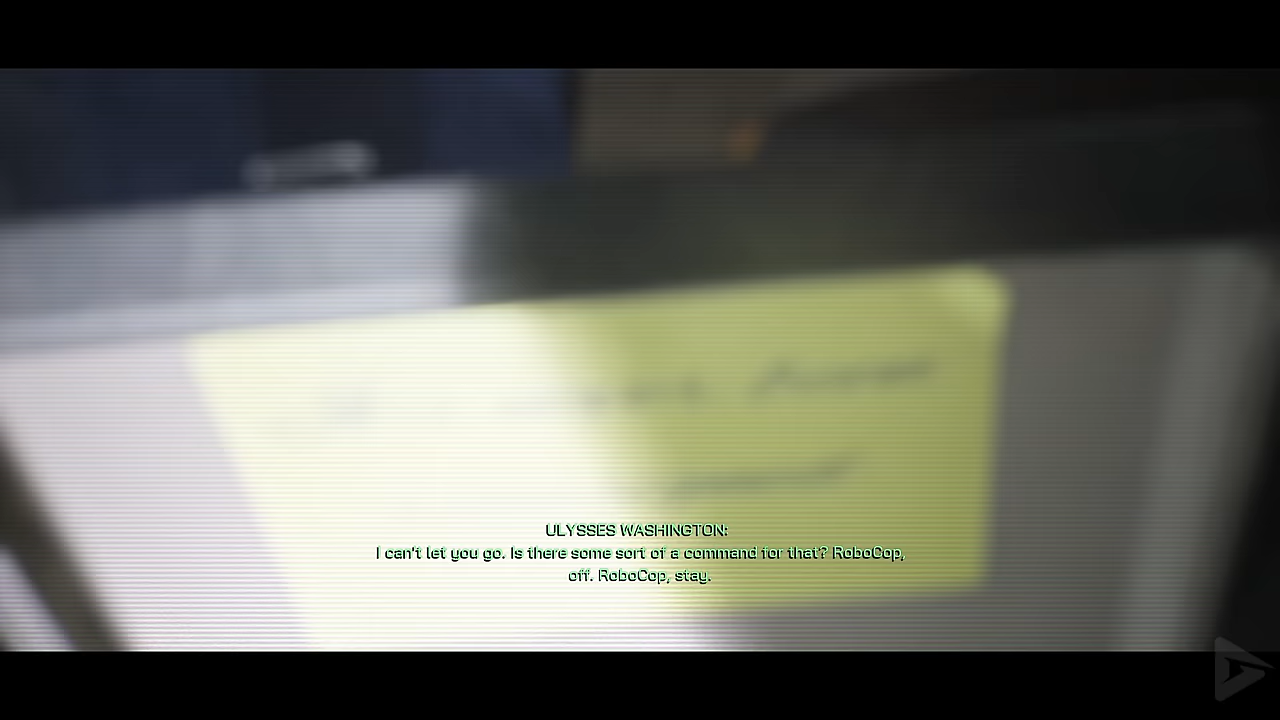 ULYSSES WASHINGTON:
I can't let you go. Is there some sort of a command for that? RoboCop,
off. RoboCop, stay.